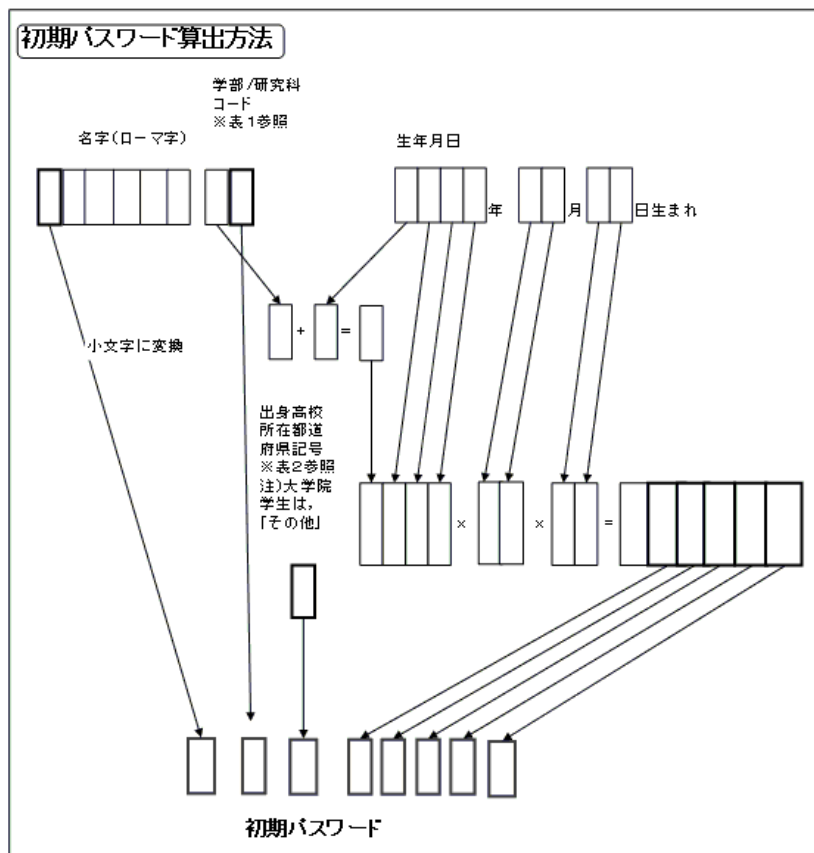 初期パスワード算出方法
学部/研究科
コード
※表1参照
名字(ローマ字)
生年月日
年
月
日生まれ
+
=
小文字に変換
出身高校
所在都道
府県記号
※表2参照
注)大学院
学生は,
「その他」
×
×
=
初期パスワード